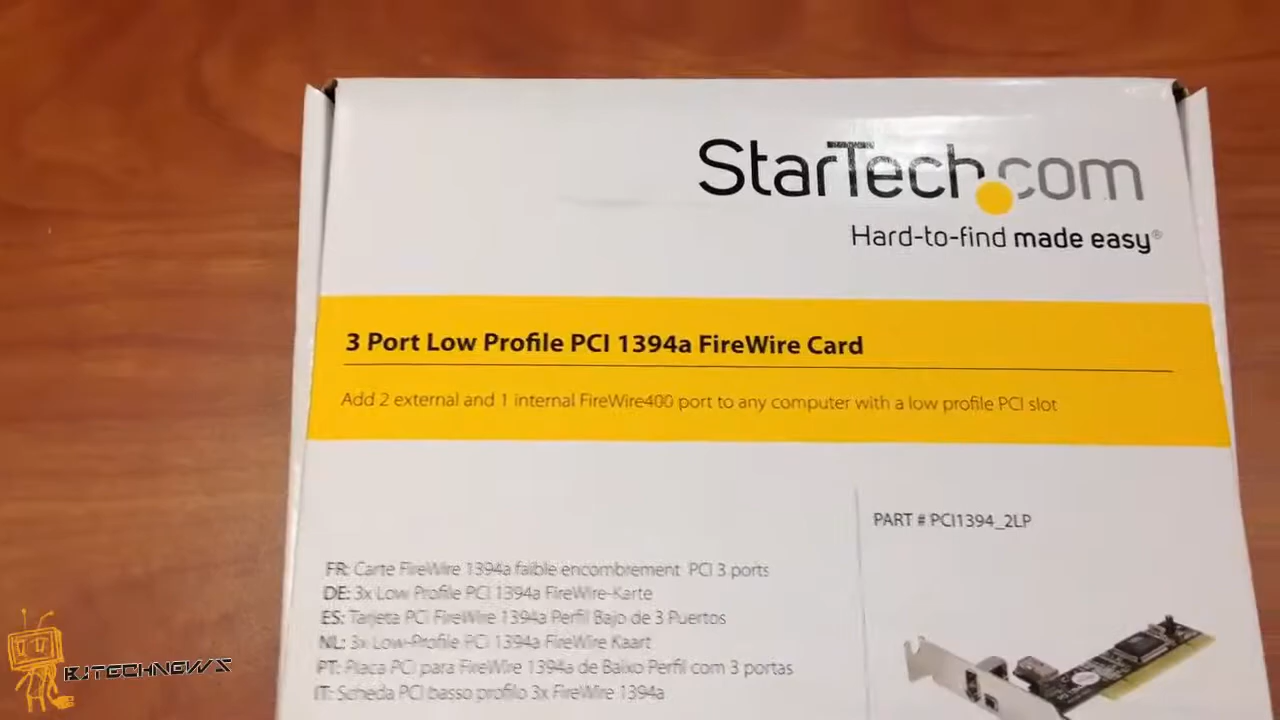 StarTech.com
Hard-to-find made easy®
3 Port Low Profile PCI 1394a FireWire Card
Add 2 external and 1 internal FireWire400 port to any computer with a low profile PCI slot
PART # PCI1394_2LP
FR: Carte FireWire 1394a faible encombrement PCI 3 ports
DE: 3x Low Profile PCI 1394a FireWire-Karte
ES: Tarjeta PCI FireWire 1394a Perfil Bajo de 3 Puertos
NL: 3x Low-Profile PCI 1394a FireWire Kaart
PT: Placa PCI para FireWire 1394a de Baixo Perfil com 3 portas
IT: Scheda PCI basso profilo 3x FireWire 1394a
BJTECHNEWS